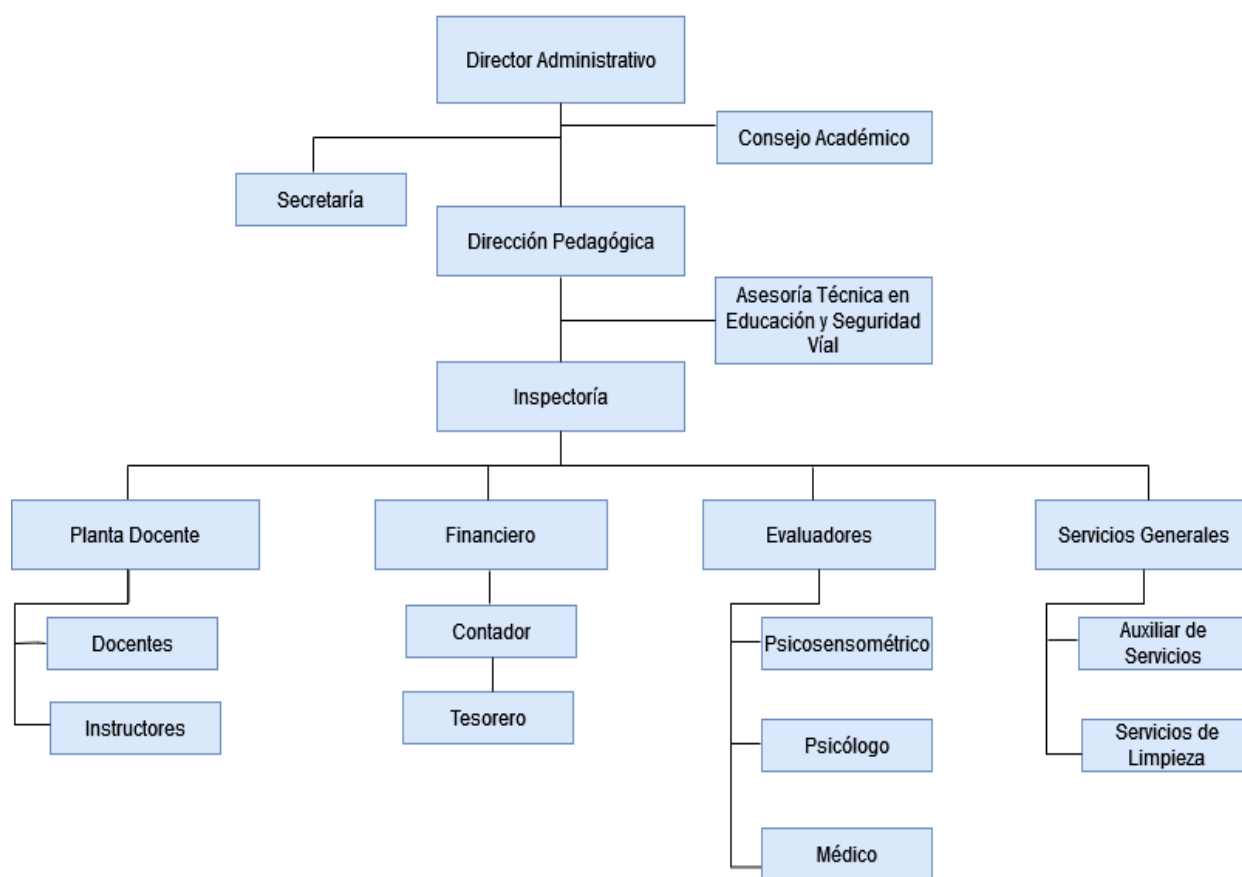 Director Administrativo
Consejo Académico
Secretaría
Dirección Pedagógica
Asesoría Técnica en
Educación y Seguridad
Víal
Inspectoría
Planta Docente
Financiero
Evaluadores
Servicios Generales
Docentes
Contador
Psicosensométrico
Auxiliar de
Servicios
Instructores
Tesorero
Psicólogo
Servicios de
Limpieza
Médico